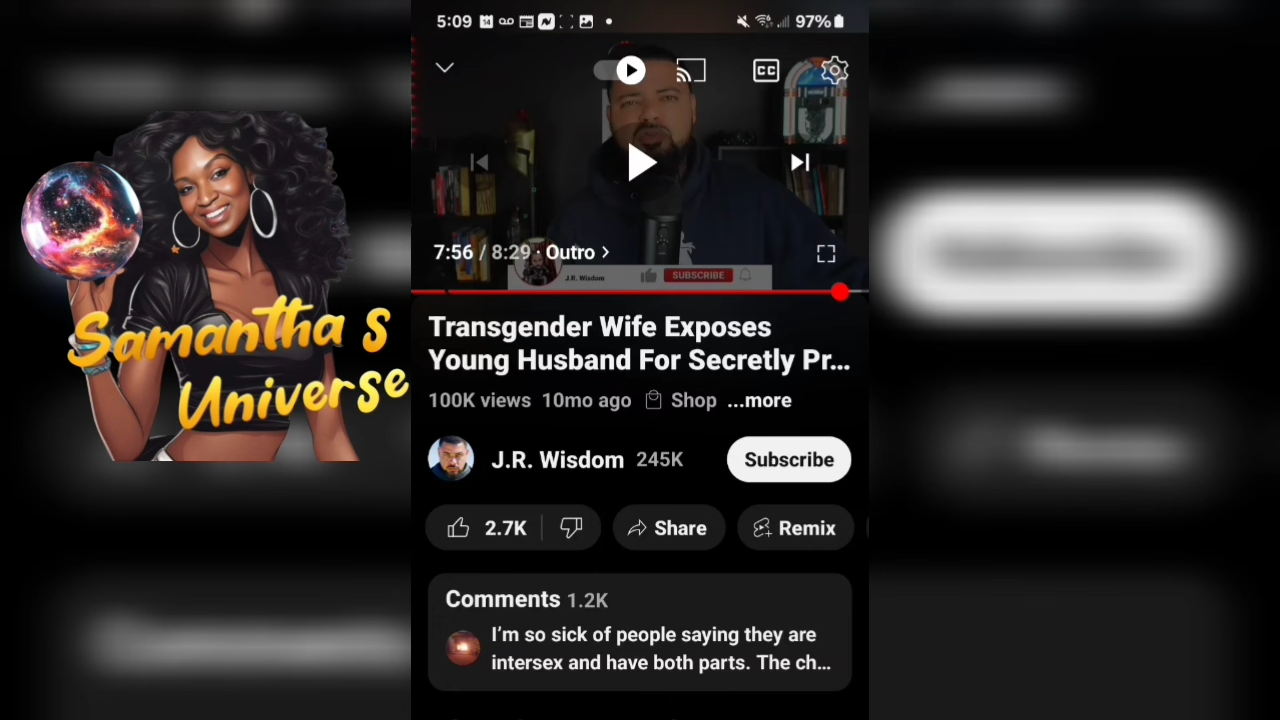 Samantha S
Universe
5:09
97%
CC
7:56 / 8:29 · Outro >
J.R. Wisdom
SUBSCRIBE
Transgender Wife Exposes
Young Husband For Secretly Pr...
100K views 10mo ago Shop ...more
J.R. Wisdom 245K Subscribe
2.7K Share Remix
Comments 1.2K
I'm so sick of people saying they are
intersex and have both parts. The ch...